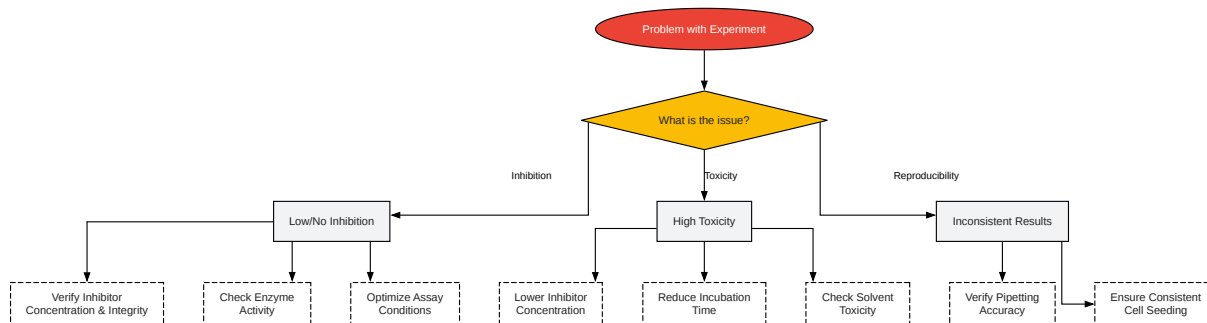 Problem with Experiment
What is the issue?
Inhibition
Toxicity
Reproducibility
Low/No Inhibition
High Toxicity
Inconsistent Results
Verify Inhibitor
Concentration & Integrity
Check Enzyme
Activity
Optimize Assay
Conditions
Lower Inhibitor
Concentration
Reduce Incubation
Time
Check Solvent
Toxicity
Verify Pipetting
Accuracy
Ensure Consistent
Cell Seeding